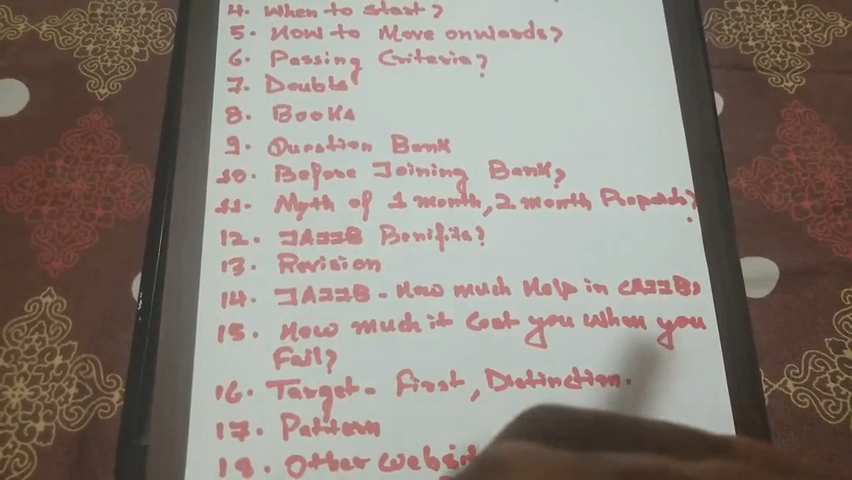 4. When to start?
5. How to Move onwards?
6. Passing Criteria?
7. Doubts
8. Books
9. Question Bank
10. Before Joining Bank?
11. Myth of 1 month, 2 month
12. JAIIB Benifits?
13. Revision
14. JAIIB - How much Help in CAIIB?
15. How much it Cost you when you
Fail?
16. Target - First, Distinction.
17. Pattern
18. Other